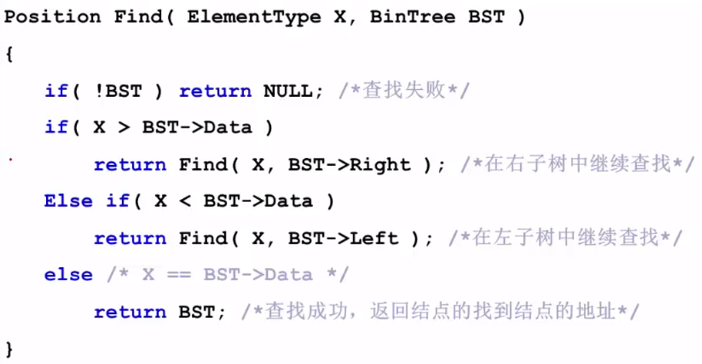 Position Find( ElementType X, BinTree BST )
{
if( !BST ) return NULL; /*查找失败*/
if( X > BST->Data )
return Find( X, BST->Right ); /*在右子树中继续查找*/
Else if( X < BST->Data )
return Find( X, BST->Left ); /*在左子树中继续查找*/
else /* X == BST->Data */
return BST; /*查找成功，返回结点的找到结点的地址*/
}